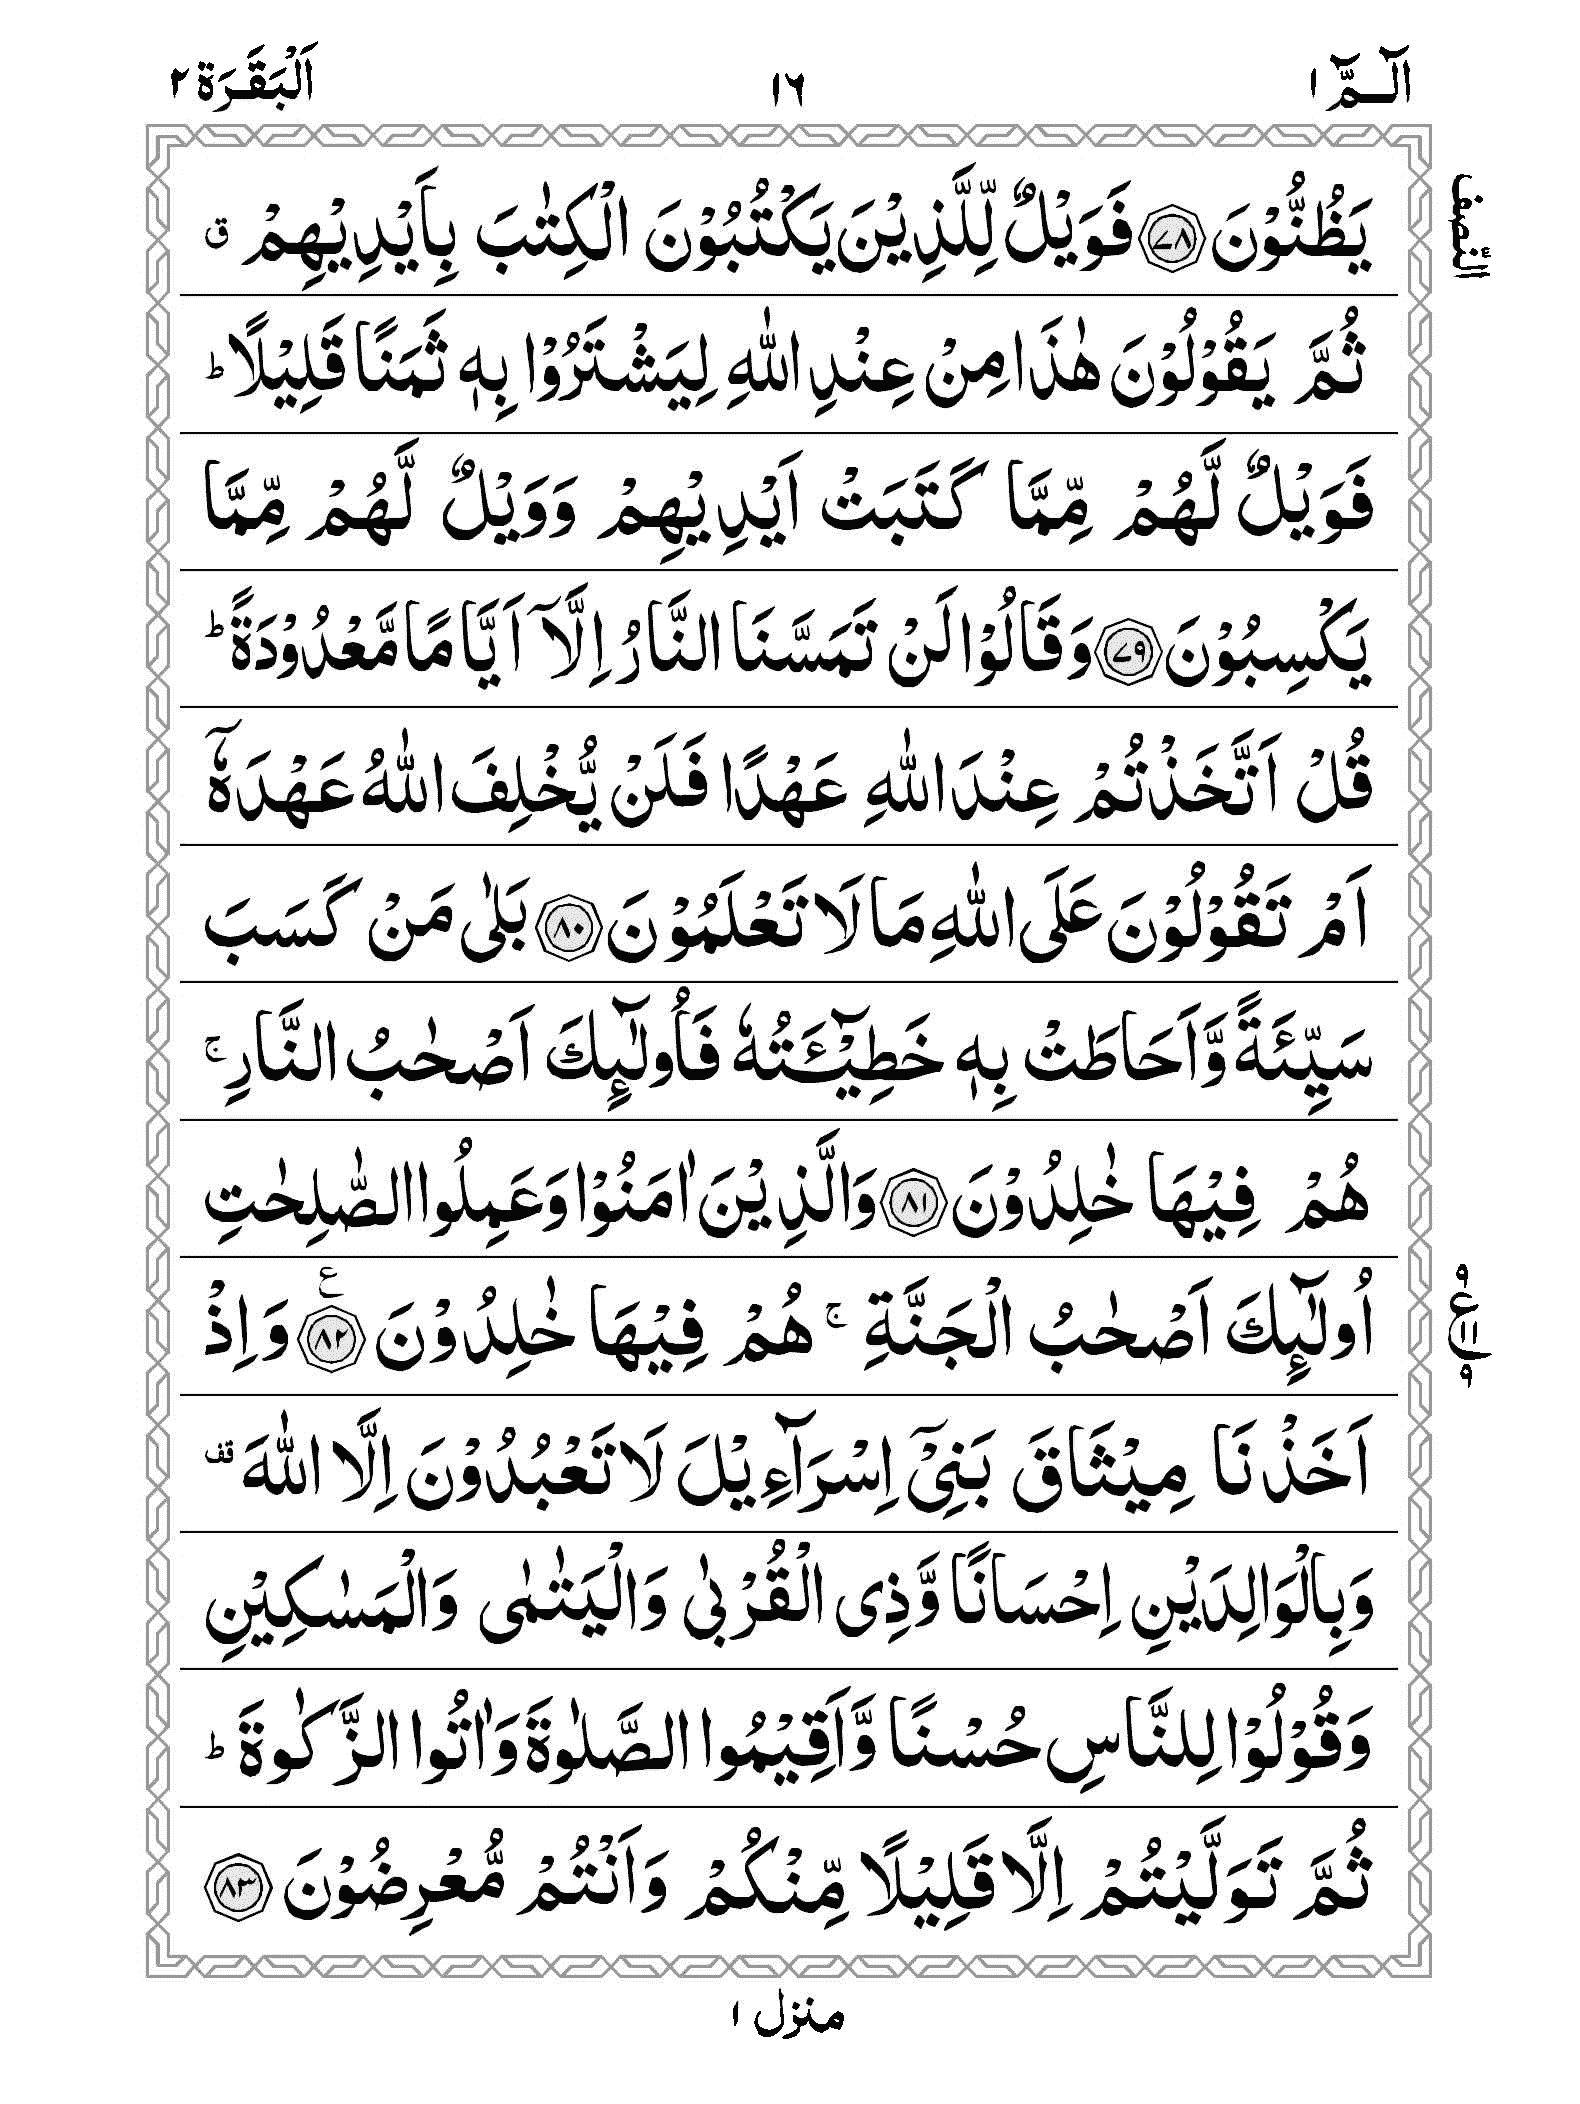 الٓـمّٓ ١
١٦
اَلْبَقَرَة ٢
النصف
يَظُنُّوْنَ ﴿٧٨﴾ فَوَيْلٌ لِّلَّذِيْنَ يَكْتُبُوْنَ الْكِتٰبَ بِاَيْدِيْهِمْ ۗق
ثُمَّ يَقُوْلُوْنَ هٰذَا مِنْ عِنْدِ اللّٰهِ لِيَشْتَرُوْا بِهٖ ثَمَنًا قَلِيْلًا ؕ
فَوَيْلٌ لَّهُمْ مِّمَّا كَتَبَتْ اَيْدِيْهِمْ وَوَيْلٌ لَّهُمْ مِّمَّا
يَكْسِبُوْنَ ﴿٧٩﴾ وَقَالُوْا لَنْ تَمَسَّنَا النَّارُ اِلَّاۤ اَيَّامًا مَّعْدُوْدَةً ؕ
قُلْ اَتَّخَذْتُمْ عِنْدَ اللّٰهِ عَهْدًا فَلَنْ يُّخْلِفَ اللّٰهُ عَهْدَهٗۤ
اَمْ تَقُوْلُوْنَ عَلَى اللّٰهِ مَا لَا تَعْلَمُوْنَ ﴿٨٠﴾ بَلٰى مَنْ كَسَبَ
سَيِّئَةً وَّاَحَاطَتْ بِهٖ خَطِيْٓـَٔتُهٗ فَاُولٰٓئِكَ اَصْحٰبُ النَّارِ ۚ
هُمْ فِيْهَا خٰلِدُوْنَ ﴿٨١﴾ وَالَّذِيْنَ اٰمَنُوْا وَعَمِلُوا الصّٰلِحٰتِ
اُولٰٓئِكَ اَصْحٰبُ الْجَنَّةِ ۚ هُمْ فِيْهَا خٰلِدُوْنَ ﴿٨٢﴾ ع وَاِذْ
٩ ع ١١ ٩
اَخَذْنَا مِيْثَاقَ بَنِيْۤ اِسْرَآءِيْلَ لَا تَعْبُدُوْنَ اِلَّا اللّٰهَ قف
وَبِالْوَالِدَيْنِ اِحْسَانًا وَّذِى الْقُرْبٰى وَالْيَتٰمٰى وَالْمَسٰكِيْنِ
وَقُوْلُوْا لِلنَّاسِ حُسْنًا وَّاَقِيْمُوا الصَّلٰوةَ وَاٰتُوا الزَّكٰوةَ ؕ
ثُمَّ تَوَلَّيْتُمْ اِلَّا قَلِيْلًا مِّنْكُمْ وَاَنْتُمْ مُّعْرِضُوْنَ ﴿٨٣﴾
منزل ١